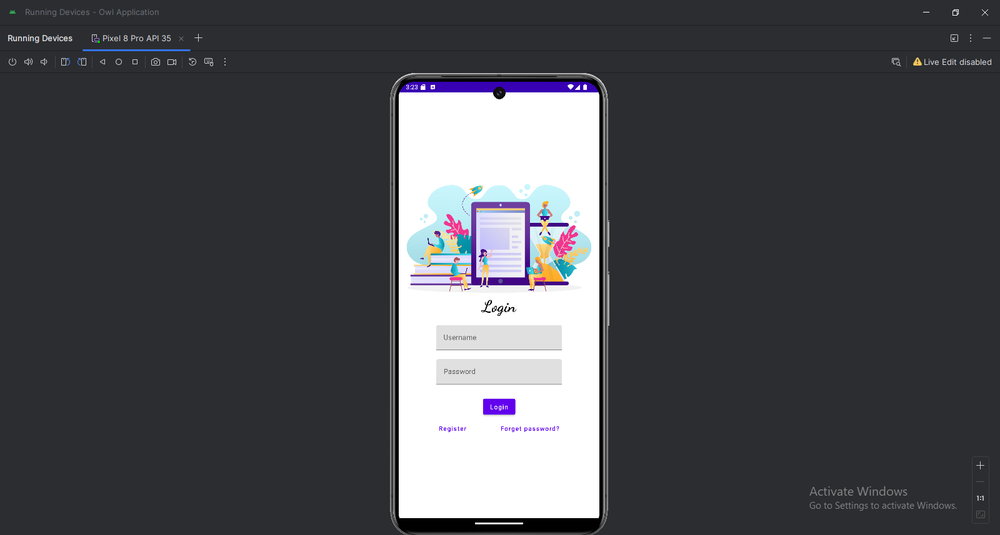 Running Devices - Owl Application
Running Devices
Pixel 8 Pro API 35
Live Edit disabled
3:23
Login
Username
Password
Login
Register
Forget password?
Activate Windows
Go to Settings to activate Windows.
1:1